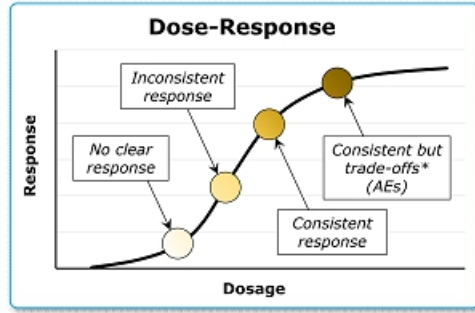 Dose-Response
Inconsistent
response
No clear
response
Consistent but
trade-offs*
(AEs)
Consistent
response
Response
Dosage